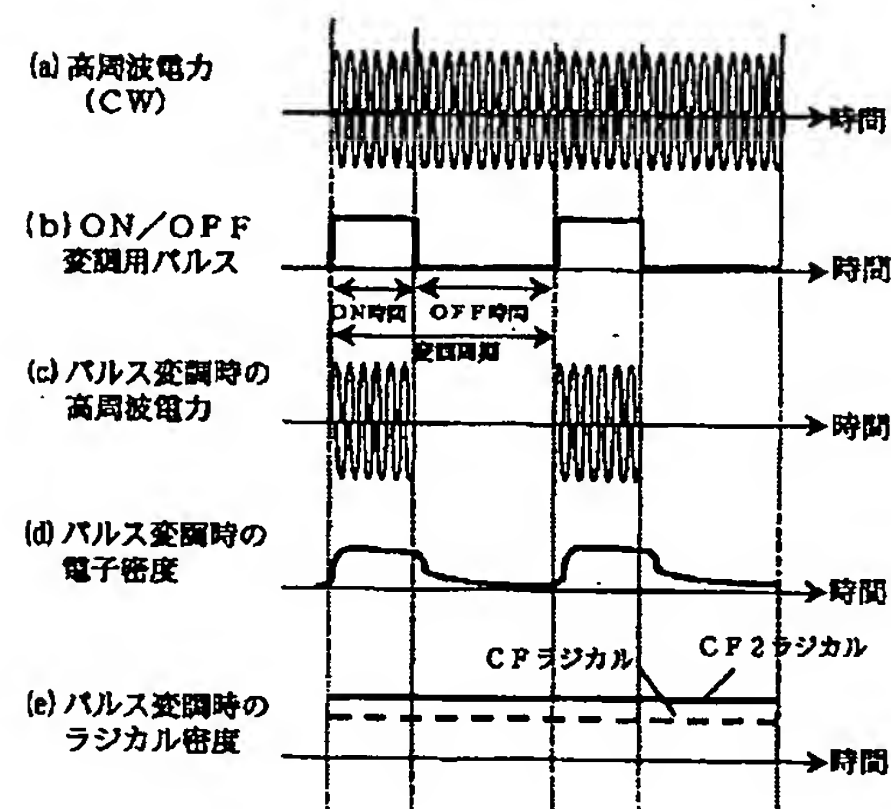 (a) 高周波電力
(CW)
時間
(b) ON/OFF
変調用パルス
時間
ON時間
OFF時間
変調周期
(c) パルス変調時の
高周波電力
時間
(d) パルス変調時の
電子密度
時間
CFラジカル
CF2ラジカル
(e) パルス変調時の
ラジカル密度
時間